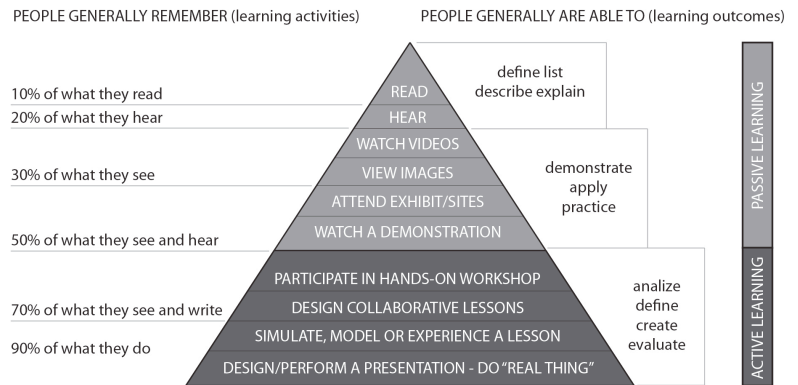 PEOPLE GENERALLY REMEMBER (learning activities)
PEOPLE GENERALLY ARE ABLE TO (learning outcomes)
10% of what they read
20% of what they hear
30% of what they see
50% of what they see and hear
70% of what they see and write
90% of what they do
READ
HEAR
WATCH VIDEOS
VIEW IMAGES
ATTEND EXHIBIT/SITES
WATCH A DEMONSTRATION
PARTICIPATE IN HANDS-ON WORKSHOP
DESIGN COLLABORATIVE LESSONS
SIMULATE, MODEL OR EXPERIENCE A LESSON
DESIGN/PERFORM A PRESENTATION - DO “REAL THING”
define list
describe explain
demonstrate
apply
practice
analize
define
create
evaluate
PASSIVE LEARNING
ACTIVE LEARNING